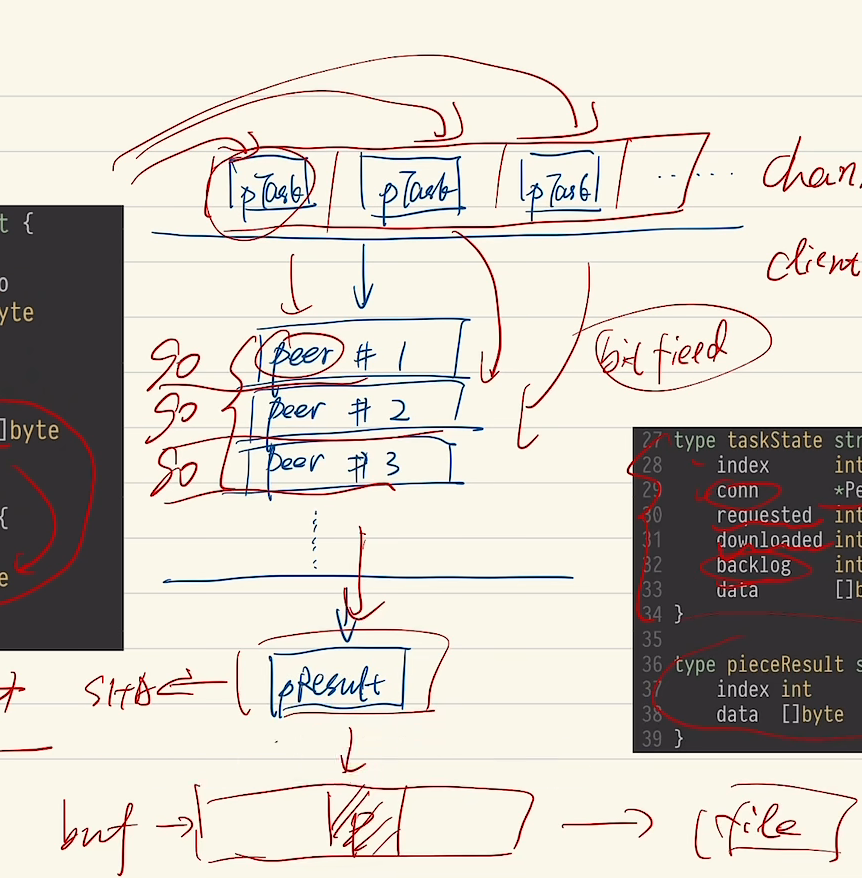 pTask pTask pTask ...... chan
client
t {
o
yte
go peer # 1
bit fieed
go peer # 2
]byte
go peer # 3
{
e
27 type taskState str
28 index int
29 conn *Pe
30 requested int
31 downloaded int
32 backlog int
33 data []b
34 }
35
36 type pieceResult s
37 index int
38 data []byte
39 }
SHA pResult
buf P file